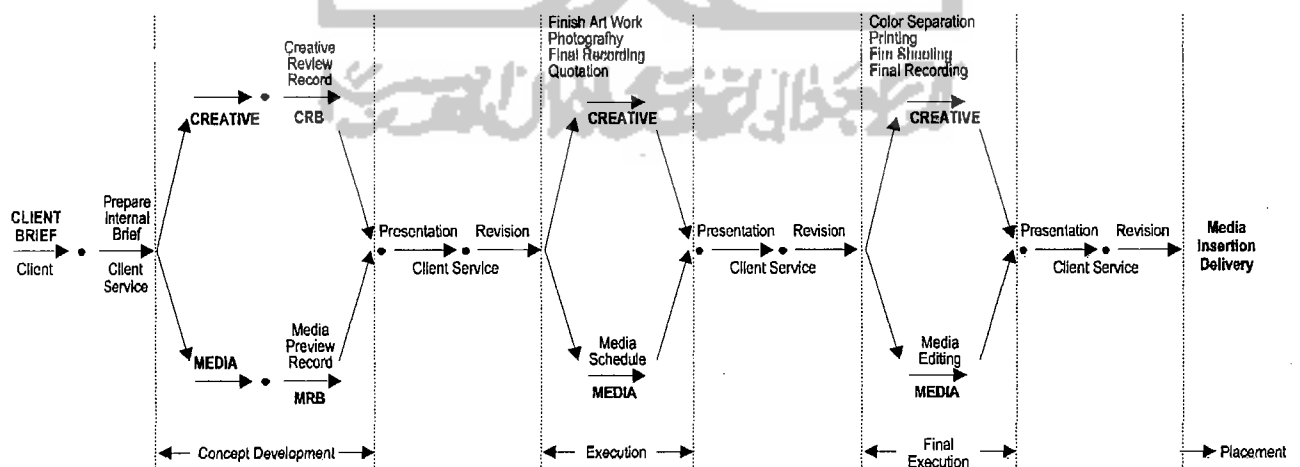 CLIENT
BRIEF
Client
Prepare
Internal
Brief
Client
Service
CREATIVE
Creative
Review
Record
CRB
MEDIA
Media
Preview
Record
MRB
Concept Development
Presentation
Revision
Client Service
Finish Art Work
Photografhy
Final Recording
Quotation
CREATIVE
Media
Schedule
MEDIA
Execution
Presentation
Revision
Client Service
Color Separation
Printing
Fim Shooting
Final Recording
CREATIVE
Media
Editing
MEDIA
Final
Execution
Presentation
Revision
Client Service
Media
Insertion
Delivery
Placement